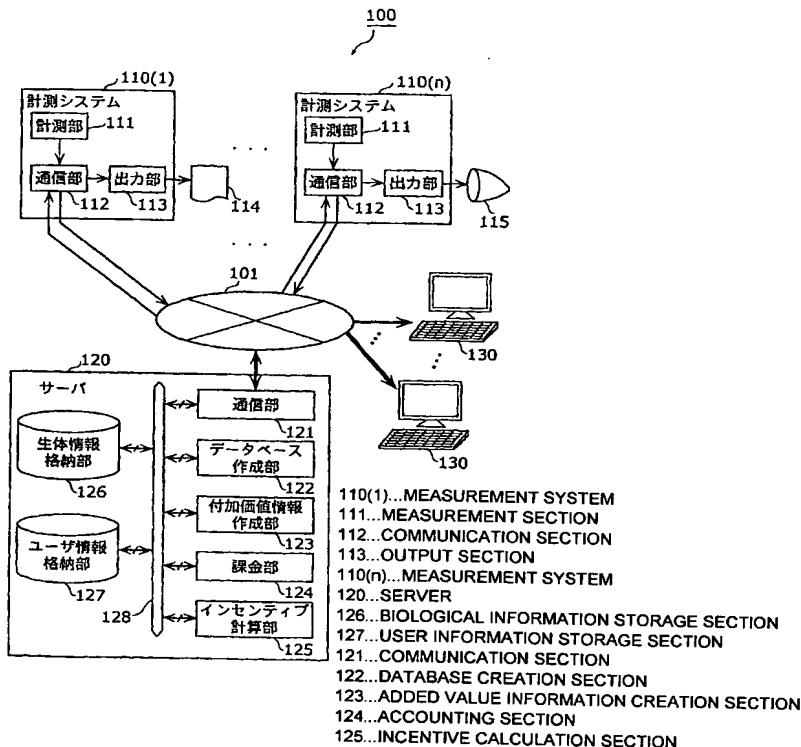 100
110(1)
110(n)
計測システム
計測部
111
通信部
出力部
112
113
114
計測システム
計測部
111
通信部
出力部
112
113
115
101
130
130
120
サーバ
生体情報
格納部
126
ユーザ情報
格納部
127
128
通信部
121
データベース
作成部
122
付加価値情報
作成部
123
課金部
124
インセンティブ
計算部
125
110(1)...MEASUREMENT SYSTEM
111...MEASUREMENT SECTION
112...COMMUNICATION SECTION
113...OUTPUT SECTION
110(n)...MEASUREMENT SYSTEM
120...SERVER
126...BIOLOGICAL INFORMATION STORAGE SECTION
127...USER INFORMATION STORAGE SECTION
121...COMMUNICATION SECTION
122...DATABASE CREATION SECTION
123...ADDED VALUE INFORMATION CREATION SECTION
124...ACCOUNTING SECTION
125...INCENTIVE CALCULATION SECTION